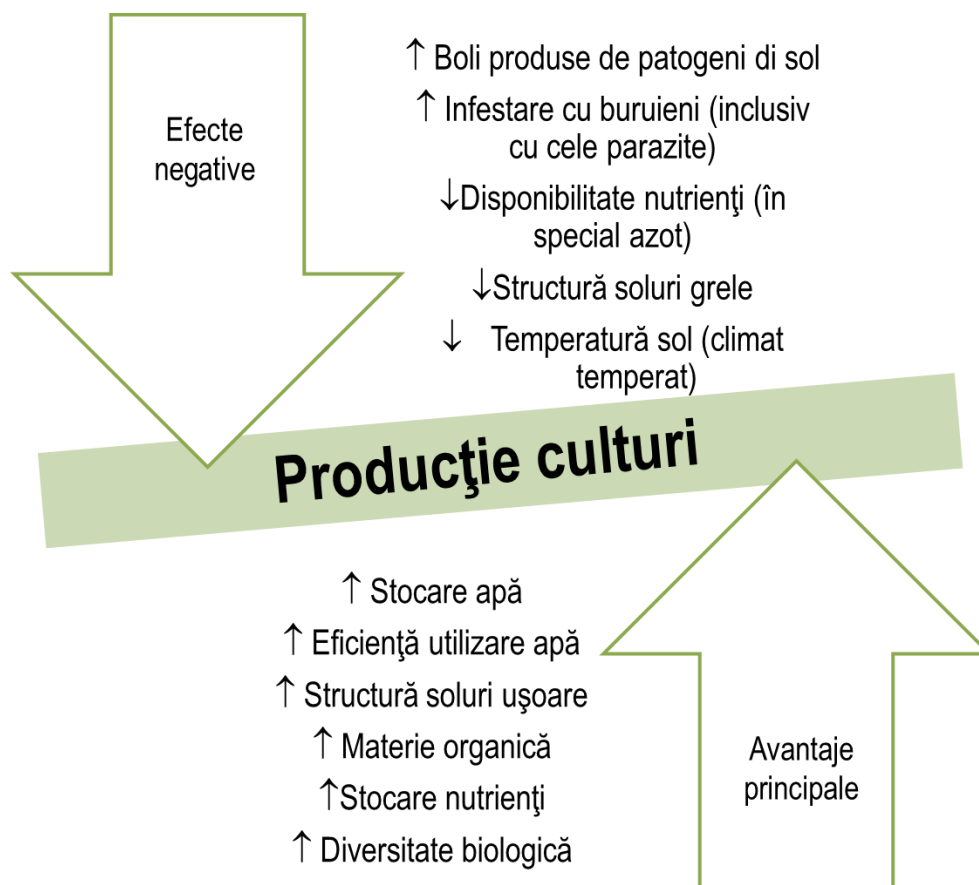 Efecte
negative
↑ Boli produse de patogeni di sol
↑ Infestare cu buruieni (inclusiv
cu cele parazite)
↓Disponibilitate nutrienţi (în
special azot)
↓Structură soluri grele
↓ Temperatură sol (climat
temperat)
Producţie culturi
↑ Stocare apă
↑ Eficienţă utilizare apă
↑ Structură soluri uşoare
↑ Materie organică
↑Stocare nutrienţi
↑ Diversitate biologică
Avantaje
principale